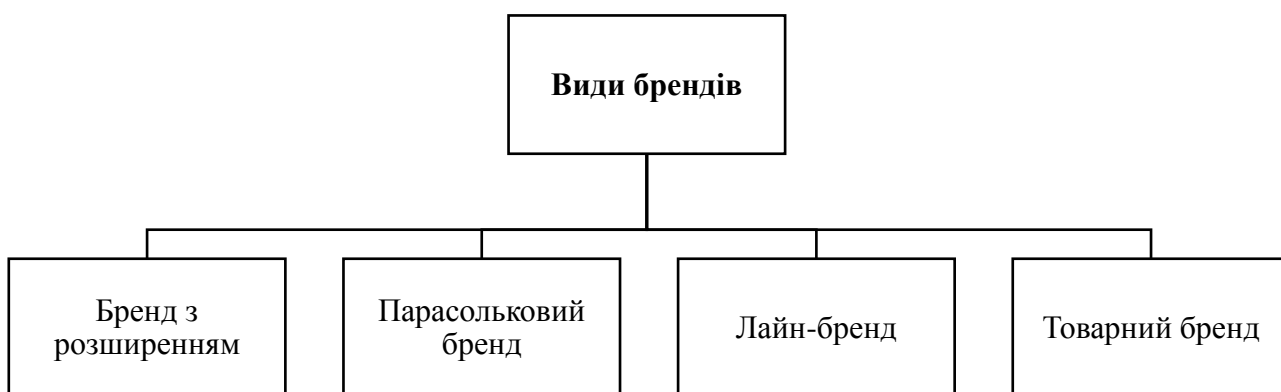 Види брендів
Бренд з
розширенням
Парасольковий
бренд
Лайн-бренд
Товарний бренд